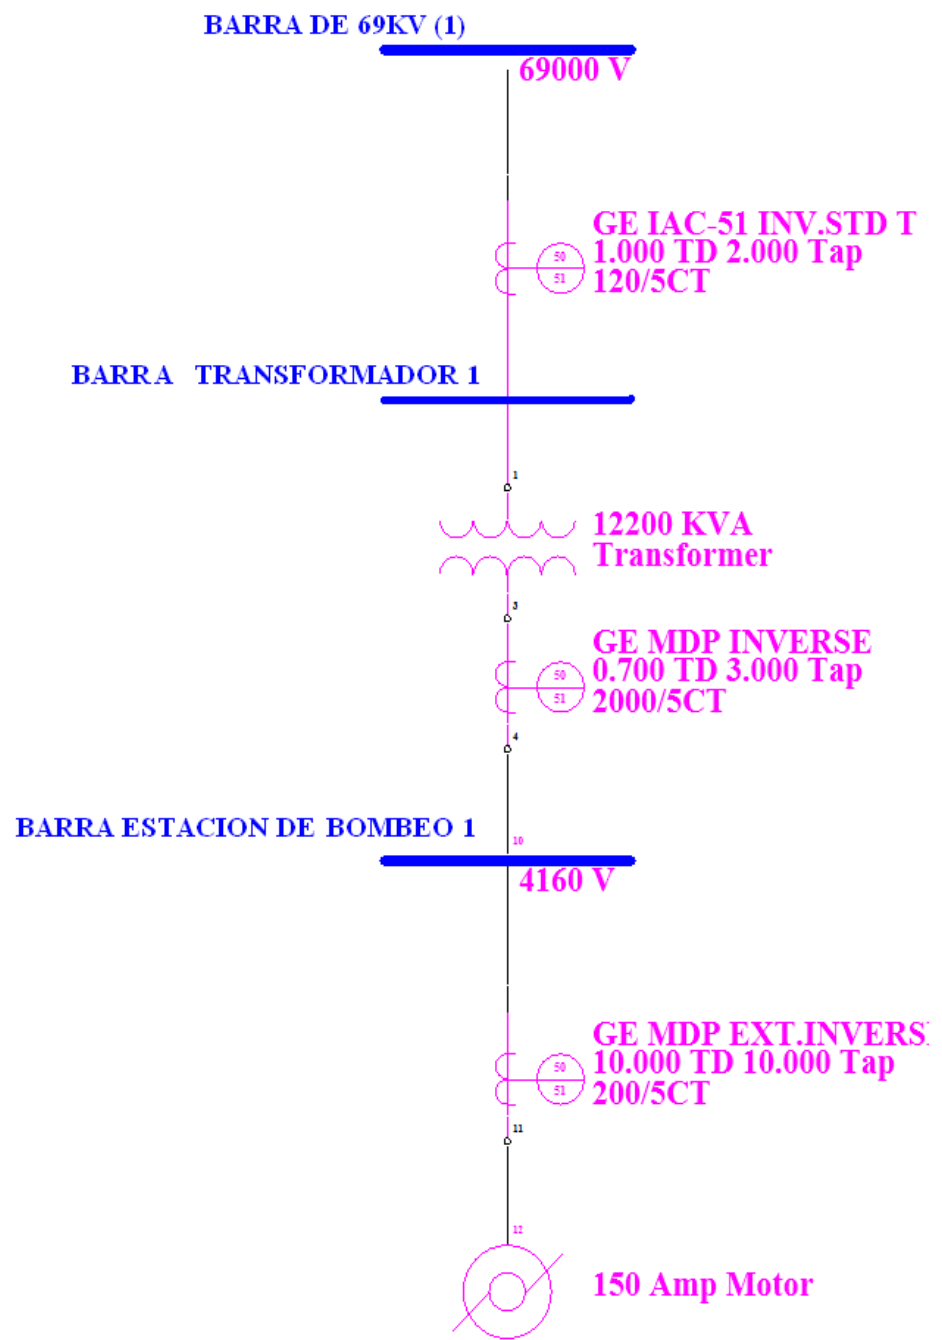 BARRA DE 69KV (1)
69000 V
GE IAC-51 INV.STD T
1.000 TD 2.000 Tap
120/5CT
50
51
BARRA TRANSFORMADOR 1
1
12200 KVA
Transformer
3
GE MDP INVERSE
0.700 TD 3.000 Tap
2000/5CT
50
51
4
BARRA ESTACION DE BOMBEO 1
10
4160 V
GE MDP EXT.INVERS
10.000 TD 10.000 Tap
200/5CT
50
51
11
12
150 Amp Motor